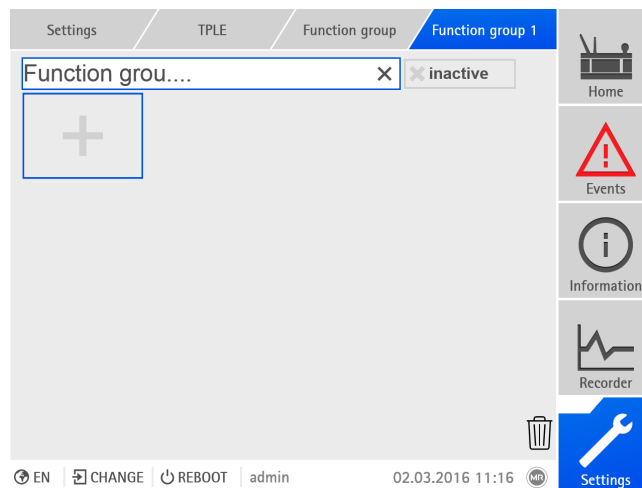 Settings
TPLE
Function group
Function group 1
Function grou....
inactive
Home
Events
Information
Recorder
Settings
EN
CHANGE
REBOOT
admin
02.03.2016 11:16
MR